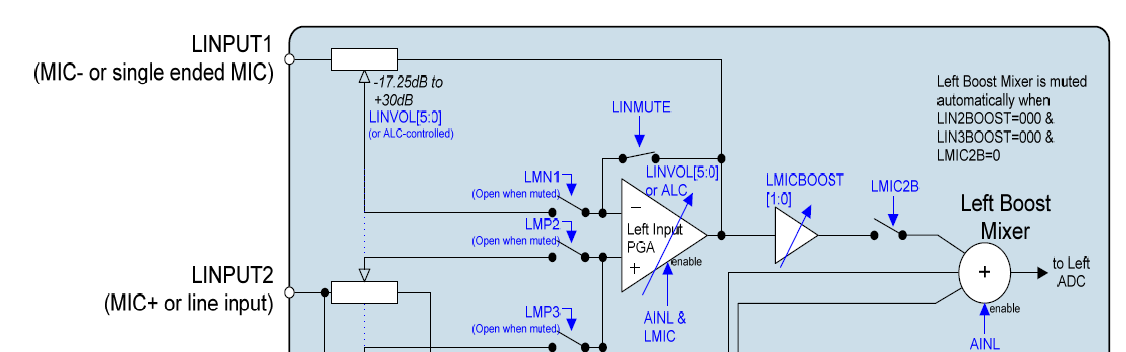 LINPUT1
(MIC- or single ended MIC)
-17.25dB to
+30dB
LINVOL[5:0]
(or ALC-controlled)
LINMUTE
Left Boost Mixer is muted
automatically when
LIN2BOOST=000 &
LIN3BOOST=000 &
LMIC2B=0
LMN1
(Open when muted)
LINVOL[5:0]
or ALC
LMICBOOST
[1:0]
LMIC2B
Left Boost
Mixer
LMP2
(Open when muted)
−
Left Input
PGA
+
enable
+
to Left
ADC
LINPUT2
(MIC+ or line input)
LMP3
(Open when muted)
AINL &
LMIC
enable
AINL